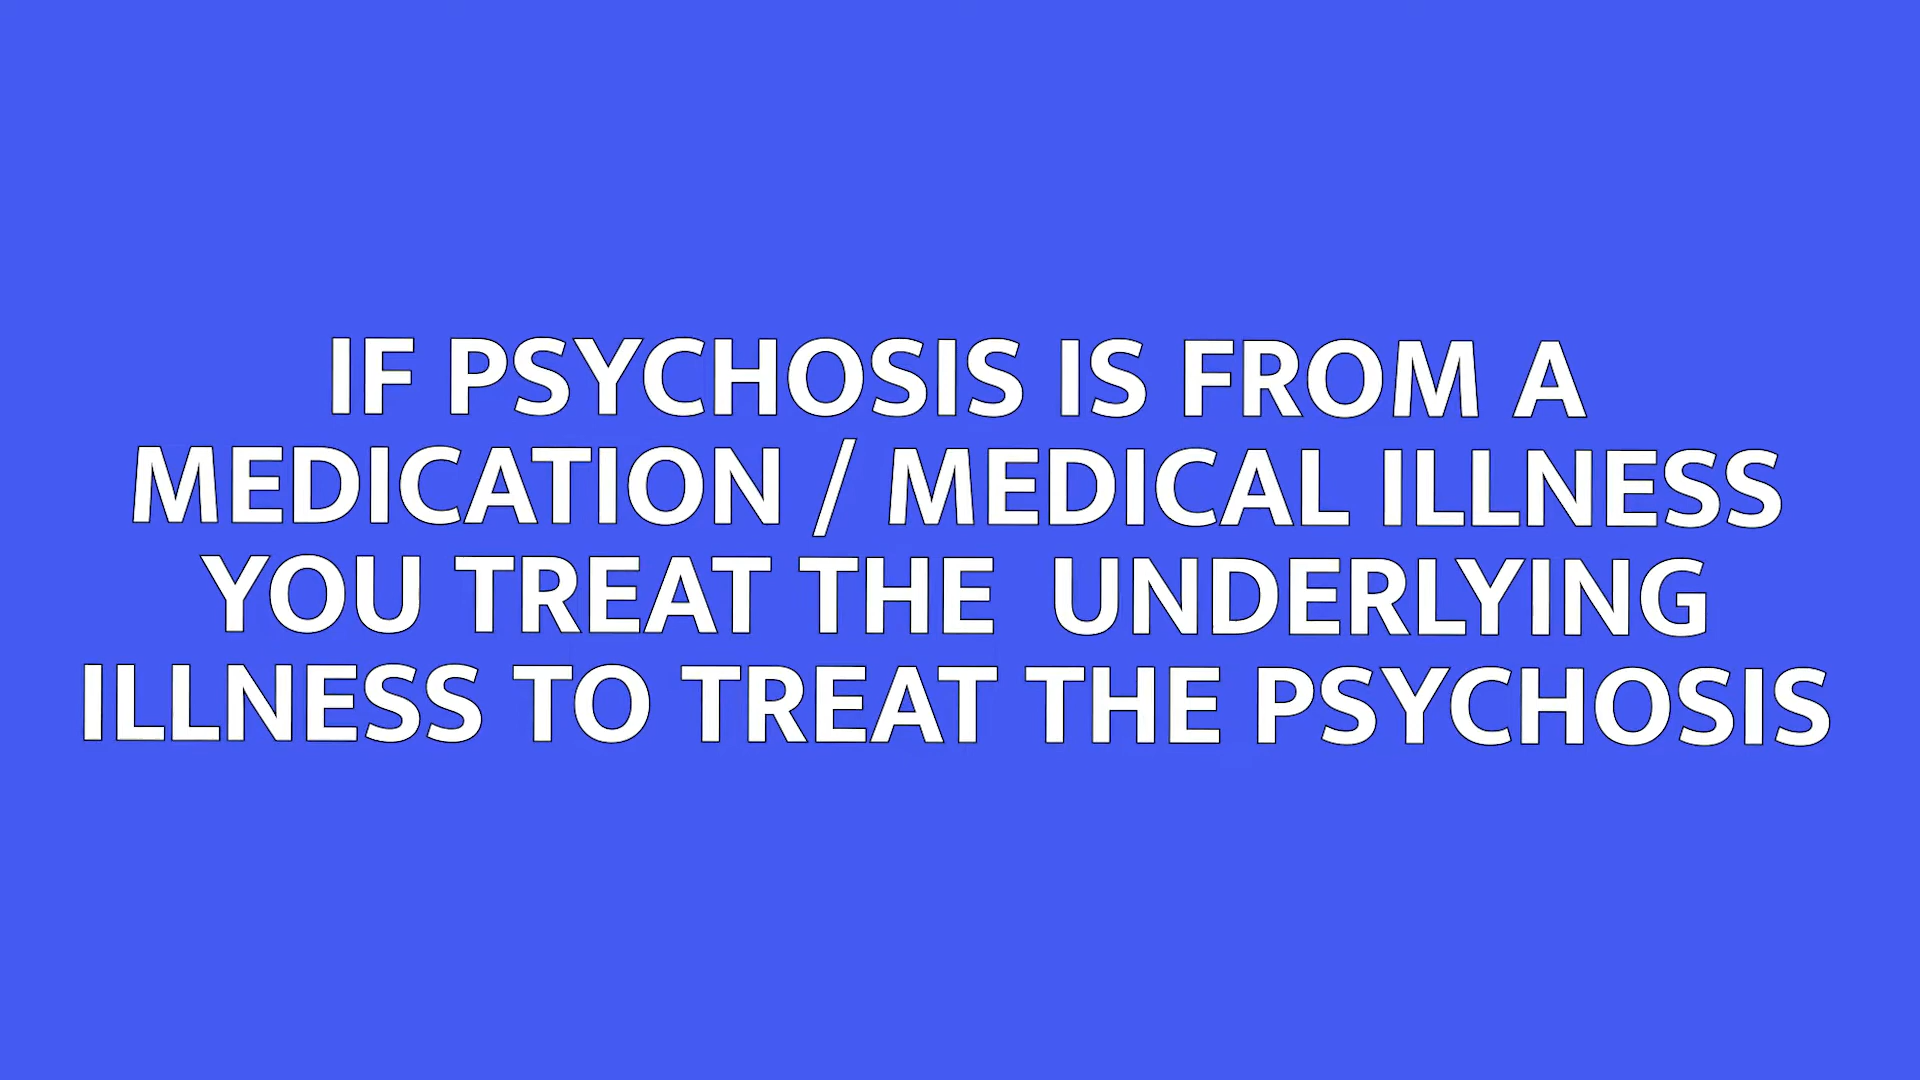 IF PSYCHOSIS IS FROM A
MEDICATION / MEDICAL ILLNESS
YOU TREAT THE  UNDERLYING
ILLNESS TO TREAT THE PSYCHOSIS